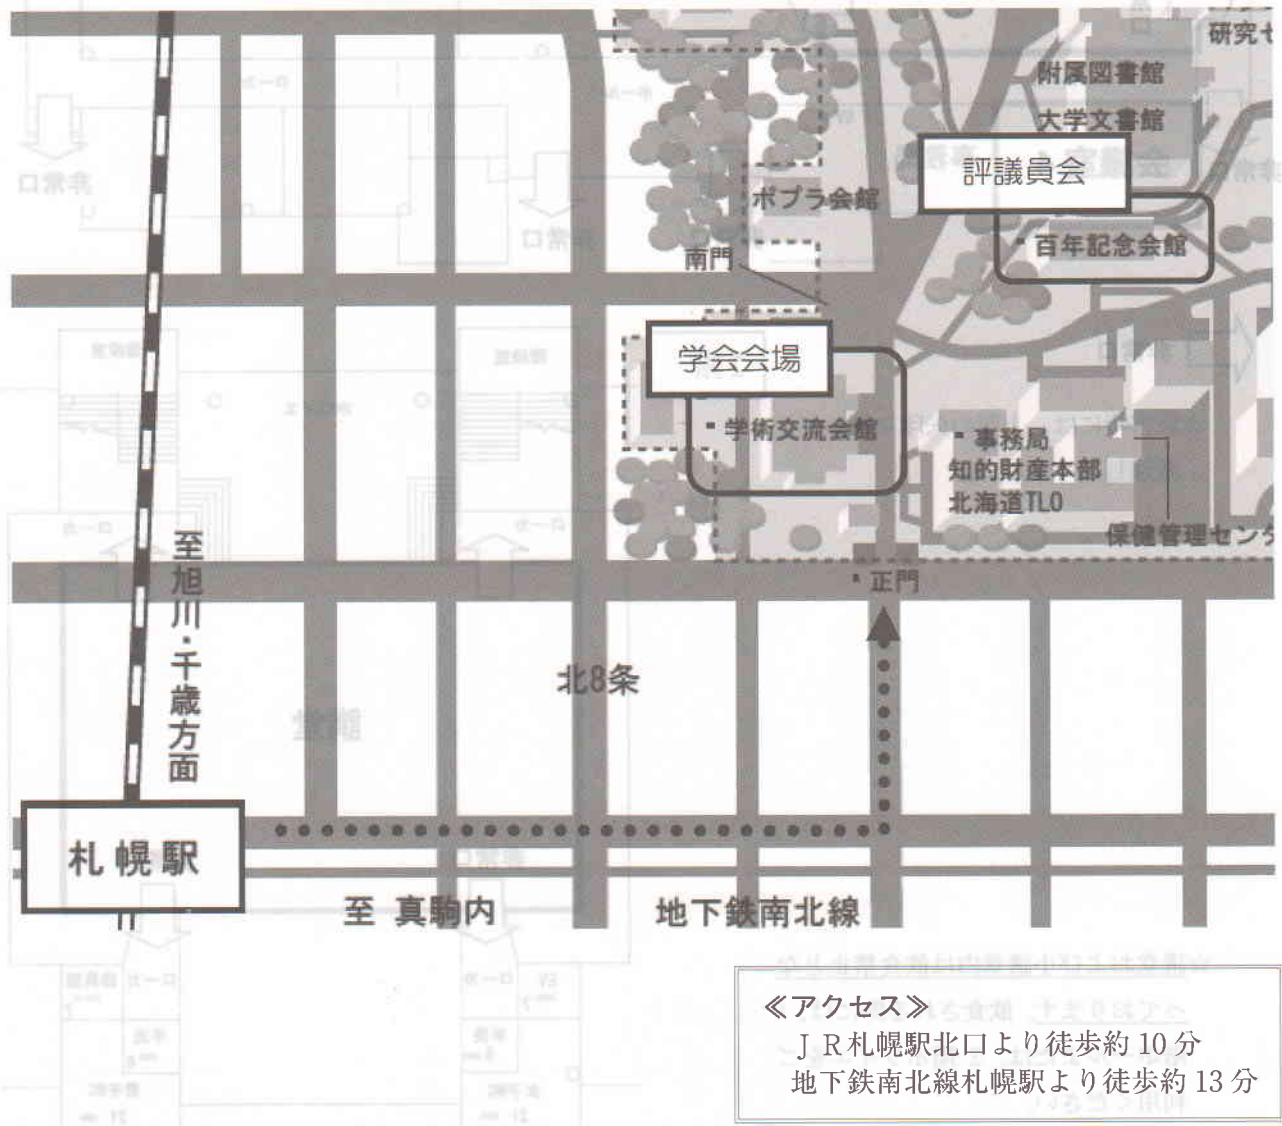 研究セ
附属図書館
大学文書館
評議員会
ポプラ会館
百年記念会館
南門
学会会場
学術交流会館
事務局
知的財産本部
北海道TLO
保健管理センタ
至旭川・千歳方面
正門
北8条
札幌駅
至 真駒内
地下鉄南北線
≪アクセス≫
ＪＲ札幌駅北口より徒歩約 10 分
地下鉄南北線札幌駅より徒歩約 13 分